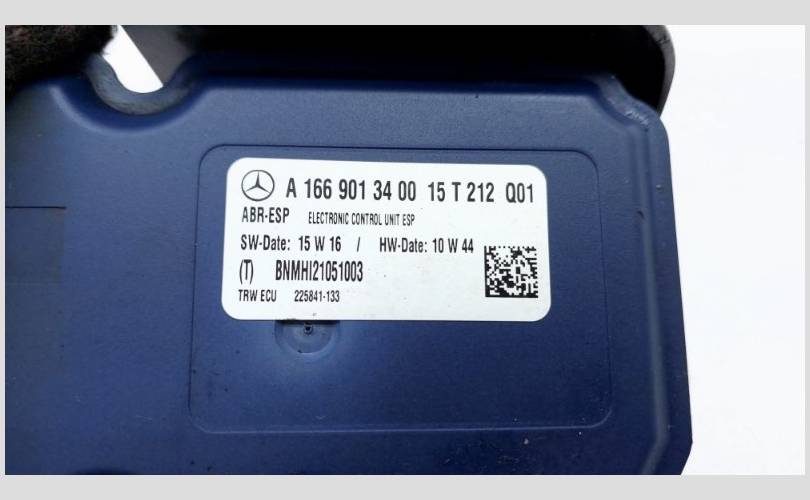 A 166 901 34 00 15 T 212 Q01
ABR-ESP ELECTRONIC CONTROL UNIT ESP
SW-Date: 15 W 16 / HW-Date: 10 W 44
(T) BNMHI21051003
TRW ECU 225841-133